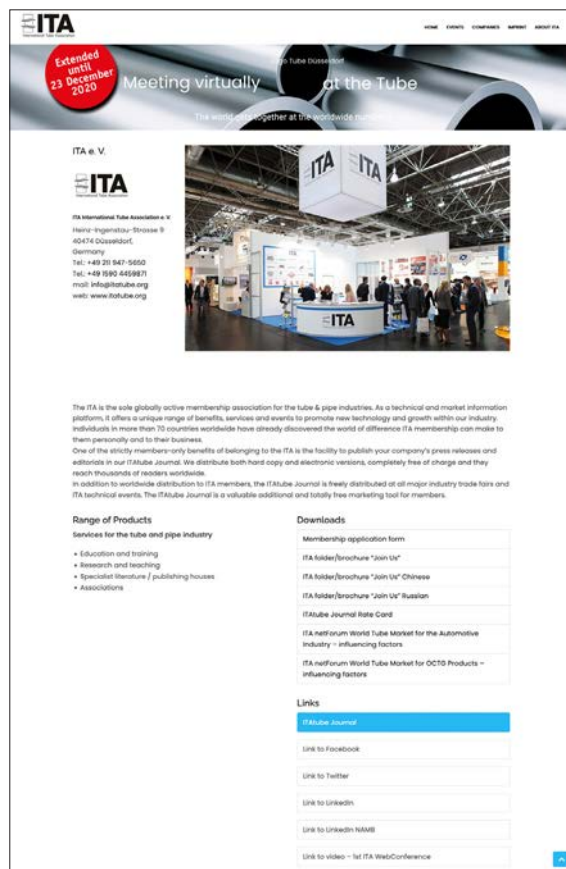 ITA
International Tube Association
HOME EVENTS COMPANIES IMPRINT ABOUT ITA
Extended
until
23 December
2020
Tube Düsseldorf
Meeting virtually at the Tube
The world together at the worldwide
ITA e. V.
ITA
International Tube Association
ITA International Tube Association e. V.
Heinz-Ingenstau-Strasse 9
40474 Düsseldorf,
Germany
Tel.: +49 211 947-5650
Tel.: +49 1590 4459871
mail: info@itatube.org
web: www.itatube.org
ITA
ITA
The ITA is the sole globally active membership association for the tube & pipe industries. As a technical and market information
platform, it offers a unique range of benefits, services and events to promote new technology and growth within our industry.
Individuals in more than 70 countries worldwide have already discovered the world of difference ITA membership can make to
them personally and to their business.
One of the strictly members-only benefits of belonging to the ITA is the facility to publish your company's press releases and
editorials in our ITAtube Journal. We distribute both hard copy and electronic versions, completely free of charge and they
reach thousands of readers worldwide.
In addition to worldwide distribution to ITA members, the ITAtube Journal is freely distributed at all major industry trade fairs and
ITA technical events. The ITAtube Journal is a valuable additional and totally free marketing tool for members.
Range of Products
Services for the tube and pipe industry
• Education and training
• Research and teaching
• Specialist literature / publishing houses
• Associations
Downloads
Membership application form
ITA folder/brochure "Join Us"
ITA folder/brochure "Join Us" Chinese
ITA folder/brochure "Join Us" Russian
ITAtube Journal Rate Card
ITA netForum World Tube Market for the Automotive
Industry – influencing factors
ITA netForum World Tube Market for OCTG Products –
influencing factors
Links
ITAtube Journal
Link to Facebook
Link to Twitter
Link to LinkedIn
Link to LinkedIn NAMB
Link to video – 1st ITA WebConference